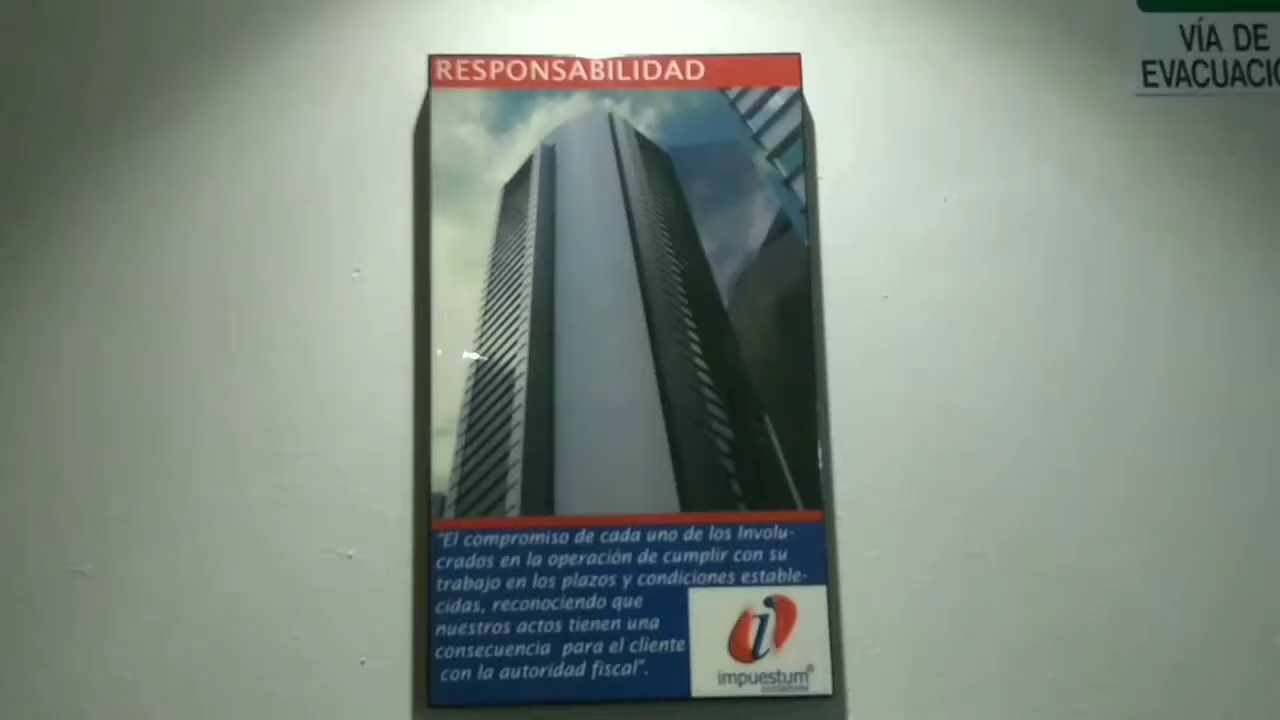 RESPONSABILIDAD
VÍA DE
EVACUACIÓ
"El compromiso de cada uno de los Involu-
crados en la operación de cumplir con su
trabajo en los plazos y condiciones estable-
cidas, reconociendo que
nuestros actos tienen una
consecuencia para el cliente
con la autoridad fiscal".
impuestum®